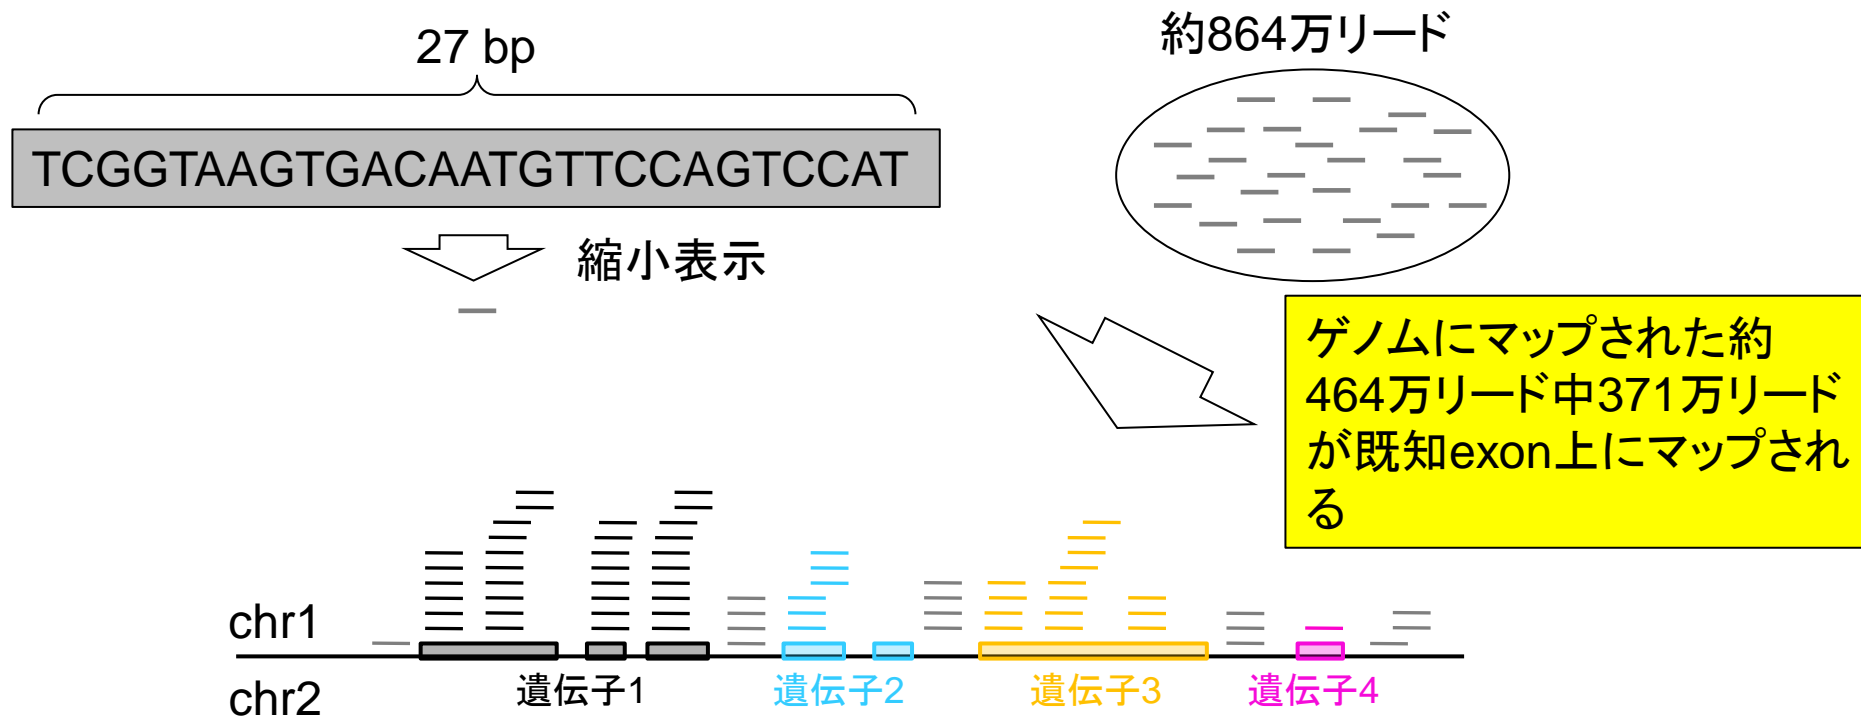 27 bp
約864万リード
TCGGTAAGTGACAATGTTCCAGTCCAT
縮小表示
ゲノムにマップされた約
464万リード中371万リード
が既知exon上にマップされ
る
chr1
遺伝子1
遺伝子2
遺伝子3
遺伝子4
chr2